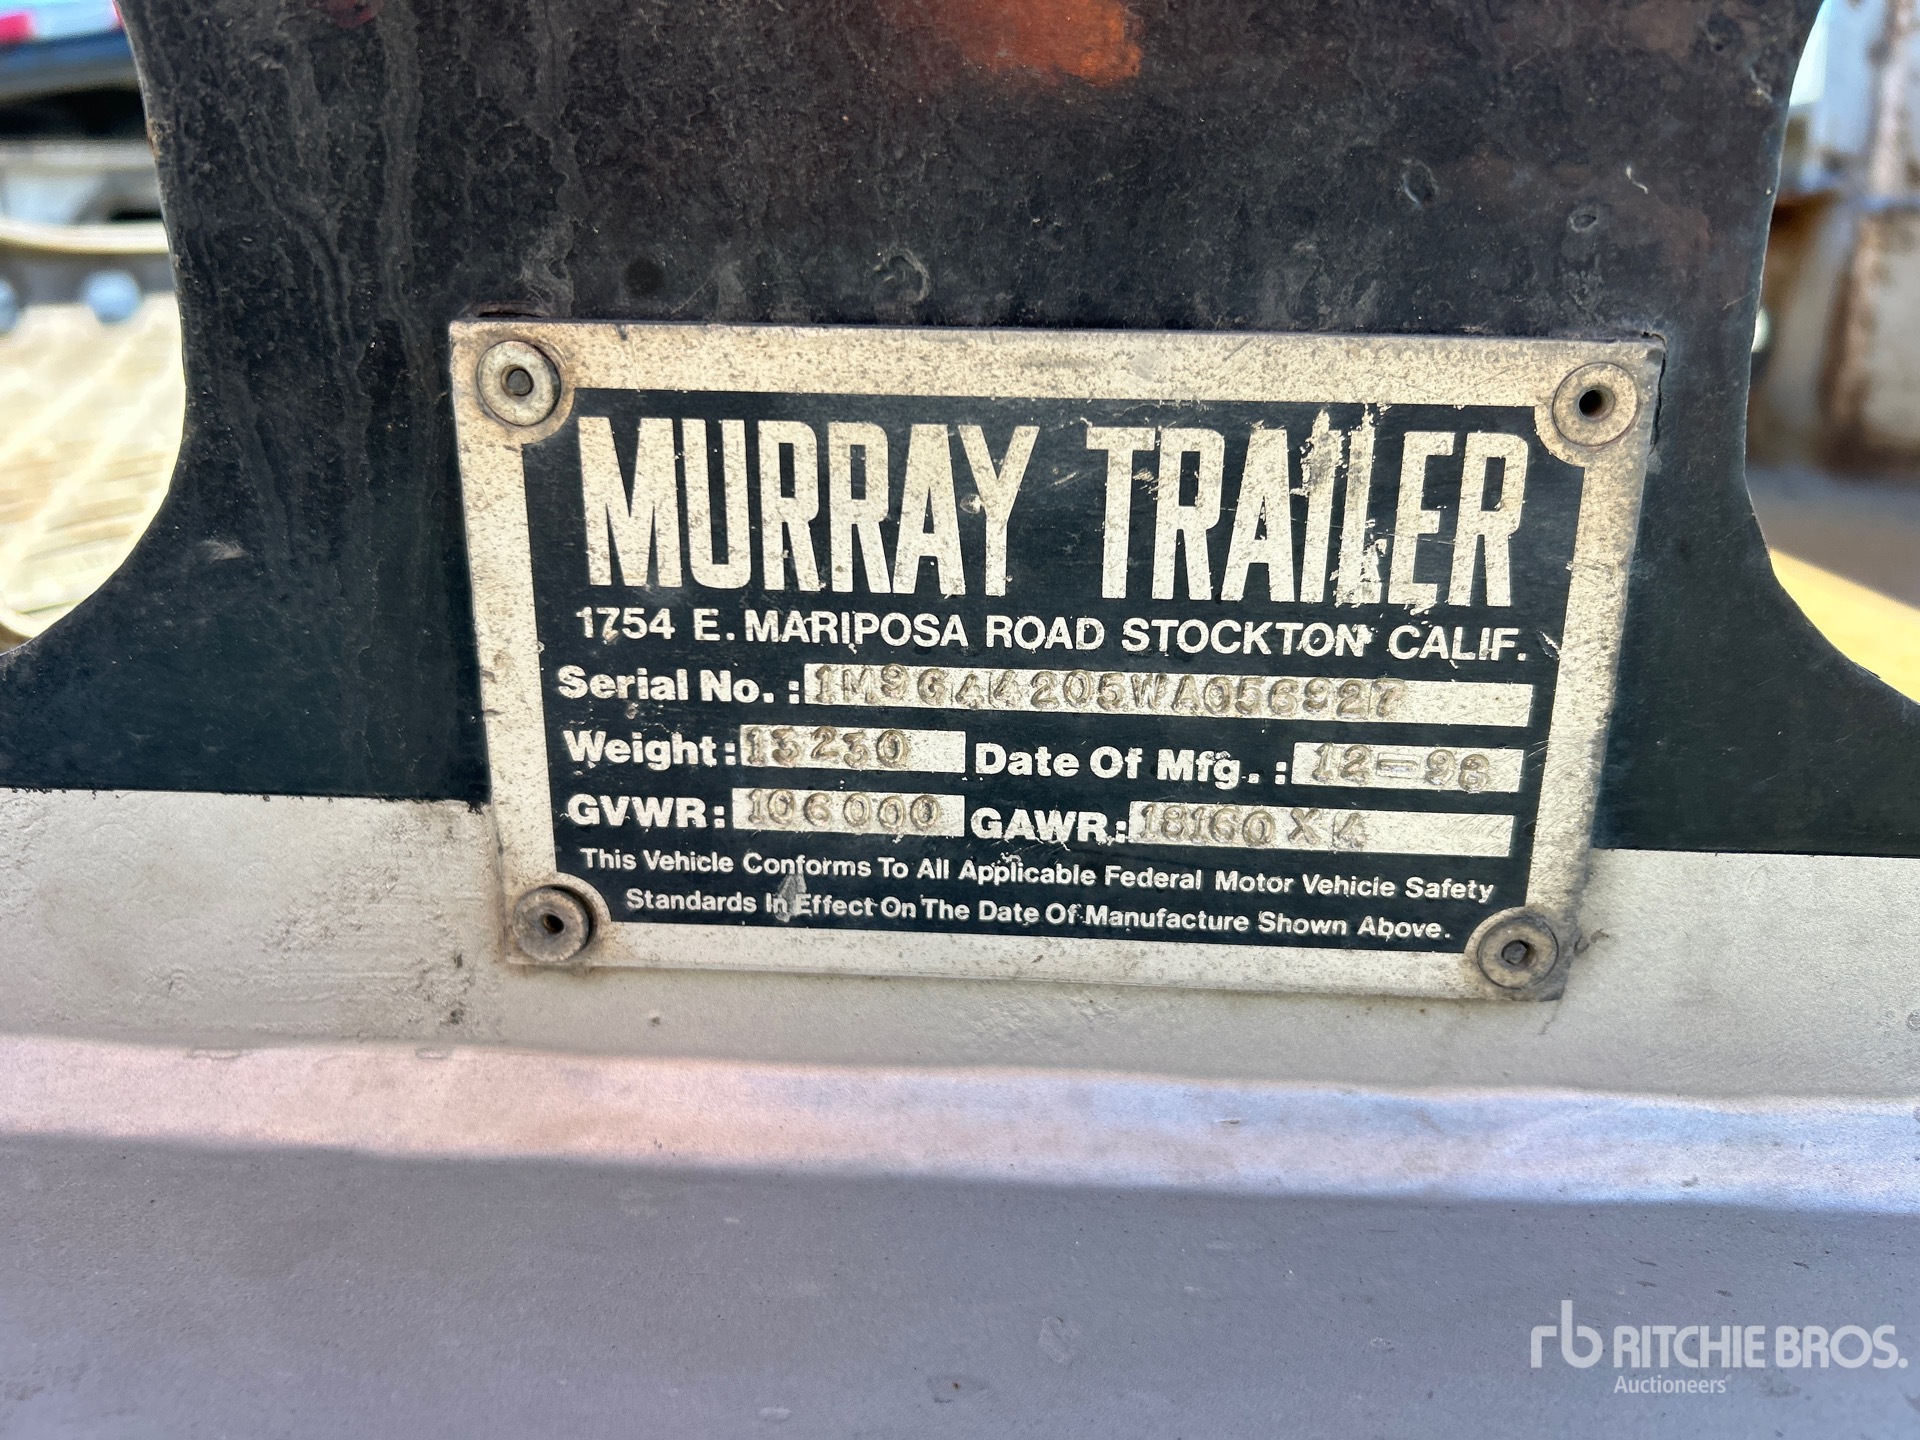 MURRAY TRAILER
1754 E. MARIPOSA ROAD STOCKTON CALIF.
Serial No.: 1M9G44205WA056927
Weight: 13230 Date Of Mfg.: 12-98
GVWR: 106000 GAWR: 18160 X 4
This Vehicle Conforms To All Applicable Federal Motor Vehicle Safety
Standards In Effect On The Date Of Manufacture Shown Above.
rb RITCHIE BROS.
Auctioneers